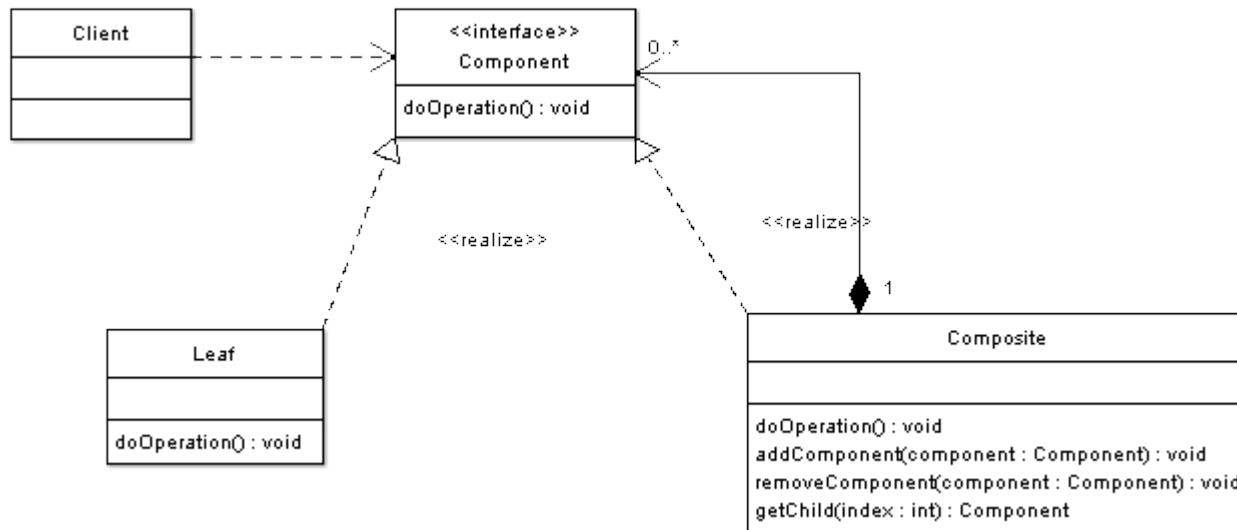 Client
<<interface>>
Component
doOperation() : void
0..*
<<realize>>
<<realize>>
1
Leaf
doOperation() : void
Composite
doOperation() : void
addComponent(component : Component) : void
removeComponent(component : Component) : void
getChild(index : int) : Component